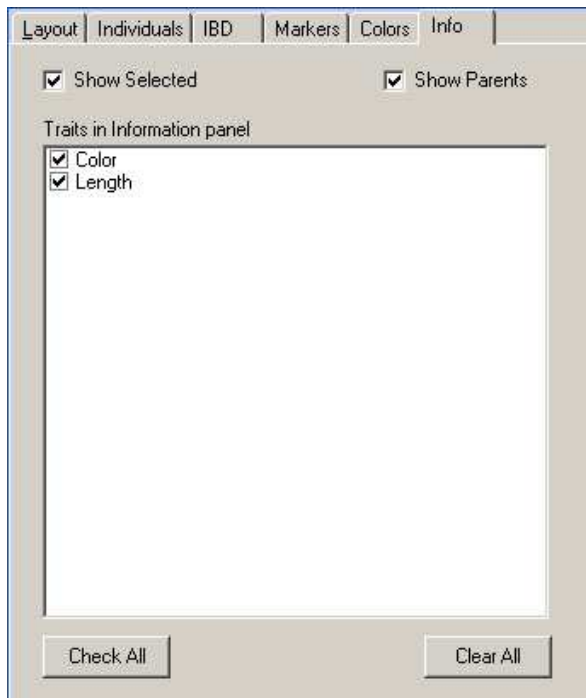 Layout Individuals IBD Markers Colors Info
Show Selected Show Parents
Traits in Information panel
Color
Length
Check All Clear All